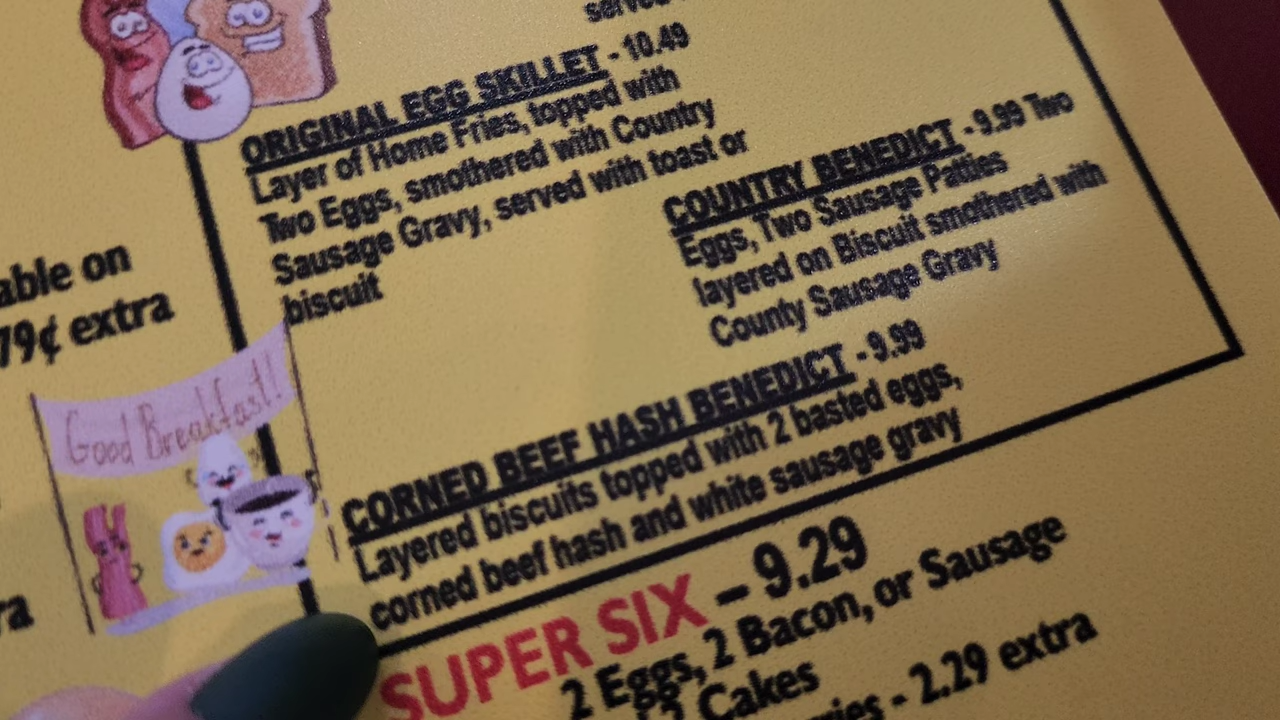 served
ORIGINAL EGG SKILLET - 10.49
Layer of Home Fries, topped with
Two Eggs, smothered with Country
Sausage Gravy, served with toast or
biscuit
COUNTRY BENEDICT - 9.99 Two
Eggs, Two Sausage Patties
layered on Biscuit smothered with
County Sausage Gravy
able on
79¢ extra
Good Breakfast!!
CORNED BEEF HASH BENEDICT - 9.99
Layered biscuits topped with 2 basted eggs,
corned beef hash and white sausage gravy
SUPER SIX – 9.29
2 Eggs, 2 Bacon, or Sausage
2 Cakes
- 2.29 extra